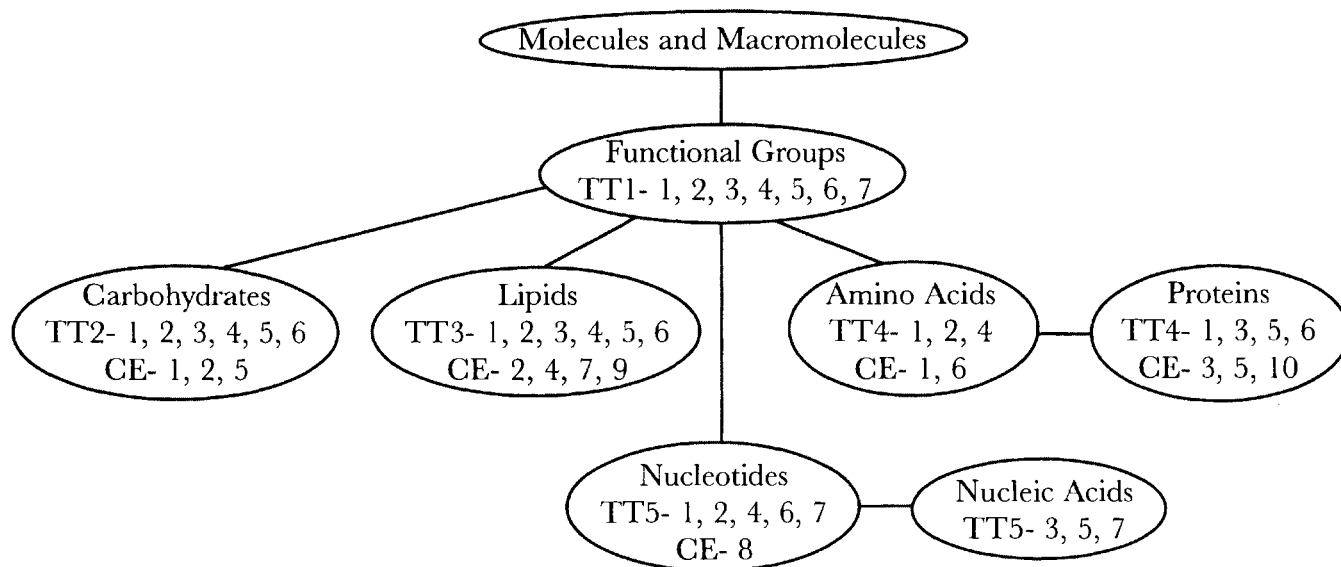 Molecules and Macromolecules
Functional Groups
TT1- 1, 2, 3, 4, 5, 6, 7
Carbohydrates
TT2- 1, 2, 3, 4, 5, 6
CE- 1, 2, 5
Lipids
TT3- 1, 2, 3, 4, 5, 6
CE- 2, 4, 7, 9
Amino Acids
TT4- 1, 2, 4
CE- 1, 6
Proteins
TT4- 1, 3, 5, 6
CE- 3, 5, 10
Nucleotides
TT5- 1, 2, 4, 6, 7
CE- 8
Nucleic Acids
TT5- 3, 5, 7